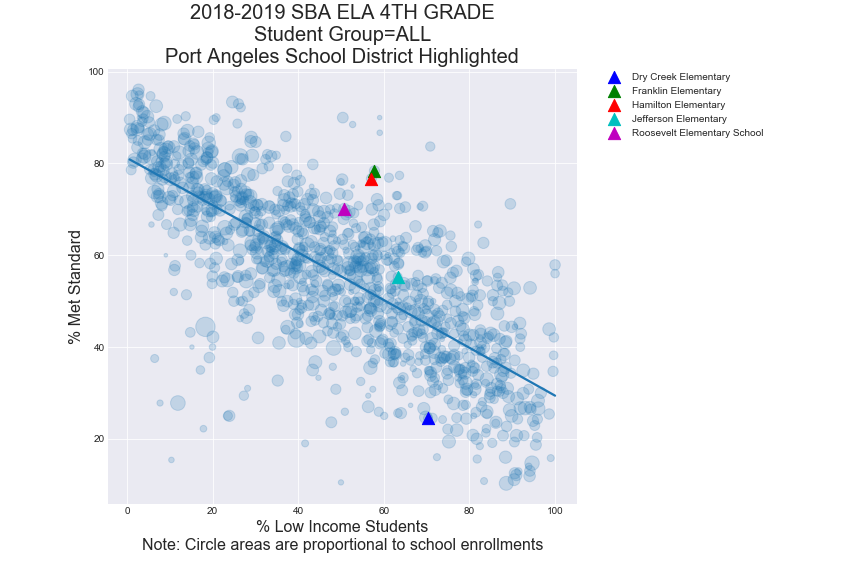 2018-2019 SBA ELA 4TH GRADE
Student Group=ALL
Port Angeles School District Highlighted
100
80
60
40
20
% Met Standard
0
20
40
60
80
100
% Low Income Students
Note: Circle areas are proportional to school enrollments
Dry Creek Elementary
Franklin Elementary
Hamilton Elementary
Jefferson Elementary
Roosevelt Elementary School